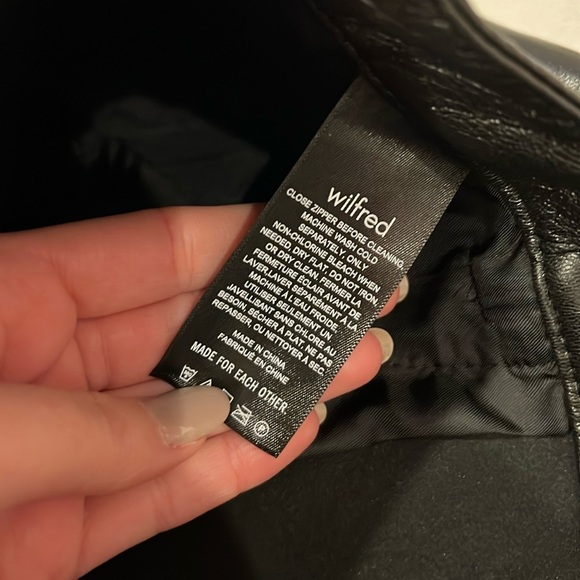 wilfred
CLOSE ZIPPER BEFORE CLEANING,
MACHINE WASH COLD
SEPARATELY, ONLY
NON-CHLORINE BLEACH WHEN
NEEDED, DRY FLAT, DO NOT IRON
OR DRY CLEAN. FERMER LA
FERMETURE ÉCLAIR AVANT DE
LAVER, LAVER SÉPARÉMENT À LA
MACHINE À L'EAU FROIDE,
UTILISER SEULEMENT UN
JAVELLISANT SANS CHLORE AU
BESOIN, SÉCHER À PLAT, NE PAS
REPASSER, OU NETTOYER À SEC.
MADE IN CHINA
FABRIQUÉ EN CHINE
MADE FOR EACH OTHER.